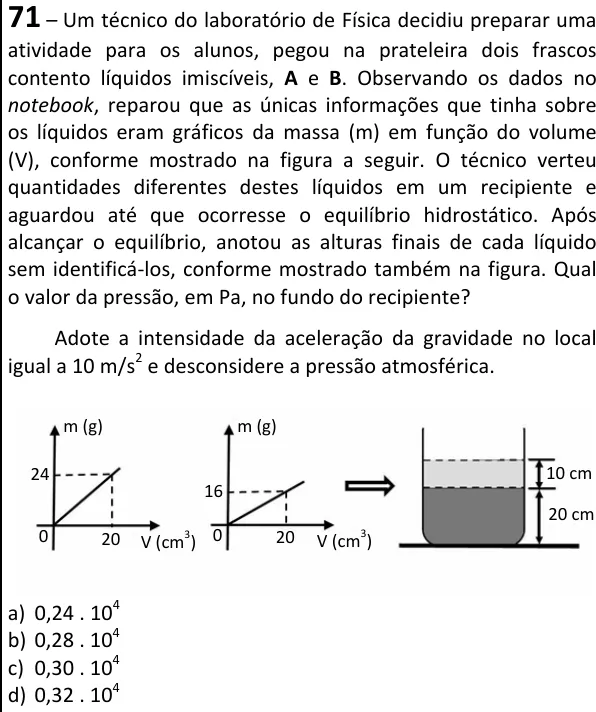 71 – Um técnico do laboratório de Física decidiu preparar uma
atividade para os alunos, pegou na prateleira dois frascos
contento líquidos imiscíveis, A e B. Observando os dados no
notebook, reparou que as únicas informações que tinha sobre
os líquidos eram gráficos da massa (m) em função do volume
(V), conforme mostrado na figura a seguir. O técnico verteu
quantidades diferentes destes líquidos em um recipiente e
aguardou até que ocorresse o equilíbrio hidrostático. Após
alcançar o equilíbrio, anotou as alturas finais de cada líquido
sem identificá-los, conforme mostrado também na figura. Qual
o valor da pressão, em Pa, no fundo do recipiente?
Adote a intensidade da aceleração da gravidade no local
igual a 10 m/s² e desconsidere a pressão atmosférica.
m (g)
24
0
20
V (cm³)
m (g)
16
0
20
V (cm³)
10 cm
20 cm
a) 0,24 . 10⁴
b) 0,28 . 10⁴
c) 0,30 . 10⁴
d) 0,32 . 10⁴